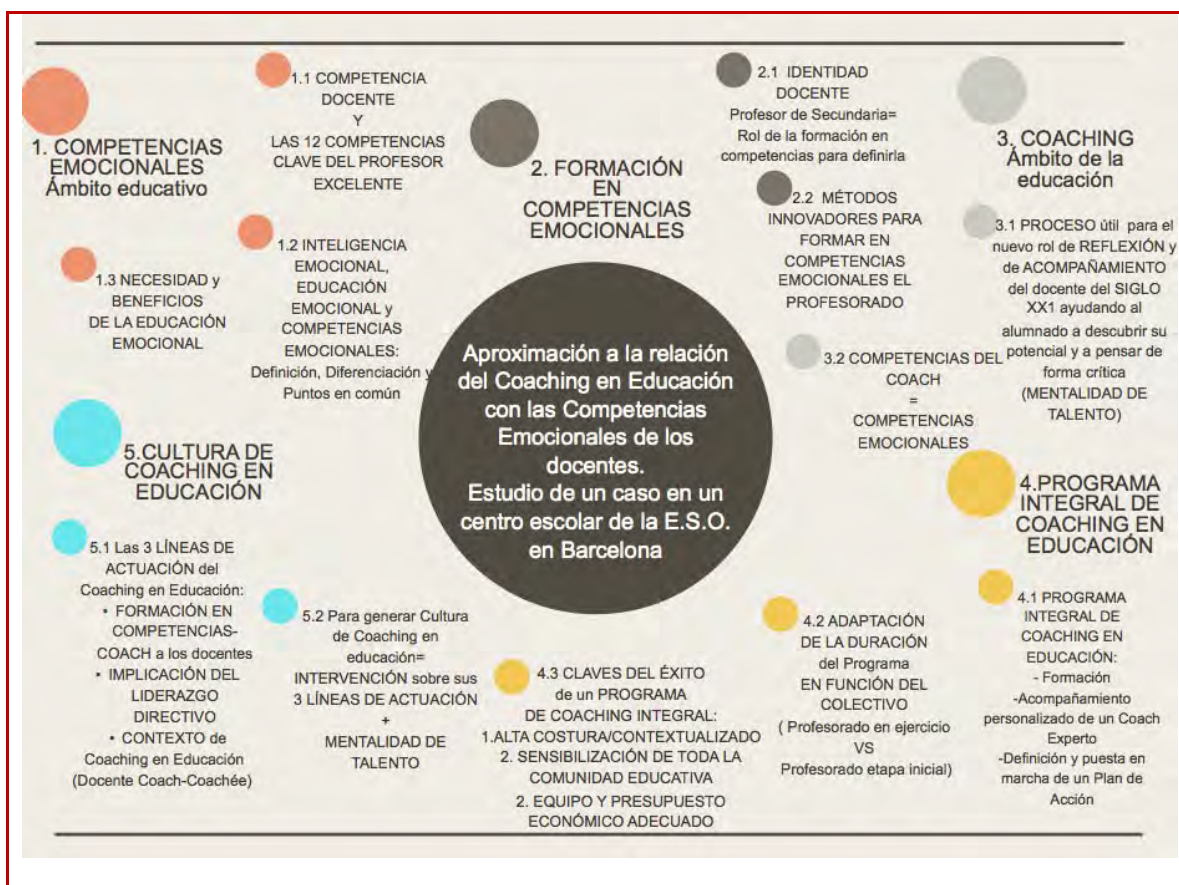 1. COMPETENCIAS
EMOCIONALES
Ámbito educativo
1.1 COMPETENCIA
DOCENTE
Y
LAS 12 COMPETENCIAS
CLAVE DEL PROFESOR
EXCELENTE
1.2 INTELIGENCIA
EMOCIONAL,
EDUCACIÓN
EMOCIONAL y
COMPETENCIAS
EMOCIONALES:
Definición, Diferenciación y
Puntos en común
1.3 NECESIDAD y
BENEFICIOS
DE LA EDUCACIÓN
EMOCIONAL
2. FORMACIÓN
EN
COMPETENCIAS
EMOCIONALES
2.1 IDENTIDAD
DOCENTE
Profesor de Secundaria=
Rol de la formación en
competencias para definirla
2.2 MÉTODOS
INNOVADORES PARA
FORMAR EN
COMPETENCIAS
EMOCIONALES EL
PROFESORADO
3. COACHING
Ámbito de la
educación
3.1 PROCESO útil para el
nuevo rol de REFLEXIÓN y
de ACOMPAÑAMIENTO
del docente del SIGLO
XX1 ayudando al
alumnado a descubrir su
potencial y a pensar de
forma crítica
(MENTALIDAD DE
TALENTO)
3.2 COMPETENCIAS DEL
COACH
=
COMPETENCIAS
EMOCIONALES
Aproximación a la relación
del Coaching en Educación
con las Competencias
Emocionales de los
docentes.
Estudio de un caso en un
centro escolar de la E.S.O.
en Barcelona
4.PROGRAMA
INTEGRAL DE
COACHING EN
EDUCACIÓN
4.1 PROGRAMA
INTEGRAL DE
COACHING EN
EDUCACIÓN:
- Formación
-Acompañamiento
personalizado de un Coach
Experto
-Definición y puesta en
marcha de un Plan de
Acción
4.2 ADAPTACIÓN
DE LA DURACIÓN
del Programa
EN FUNCIÓN DEL
COLECTIVO
( Profesorado en ejercicio
VS
Profesorado etapa inicial)
4.3 CLAVES DEL ÉXITO
de un PROGRAMA
DE COACHING INTEGRAL:
1.ALTA COSTURA/CONTEXTUALIZADO
2. SENSIBILIZACIÓN DE TODA LA
COMUNIDAD EDUCATIVA
2. EQUIPO Y PRESUPUESTO
ECONÓMICO ADECUADO
5.CULTURA DE
COACHING EN
EDUCACIÓN
5.1 Las 3 LÍNEAS DE
ACTUACIÓN del
Coaching en Educación:
• FORMACIÓN EN
COMPETENCIAS-
COACH a los docentes
• IMPLICACIÓN DEL
LIDERAZGO
DIRECTIVO
• CONTEXTO de
Coaching en Educación
(Docente Coach-Coachée)
5.2 Para generar Cultura
de Coaching en
educación=
INTERVENCIÓN sobre sus
3 LÍNEAS DE ACTUACIÓN
+
MENTALIDAD DE
TALENTO